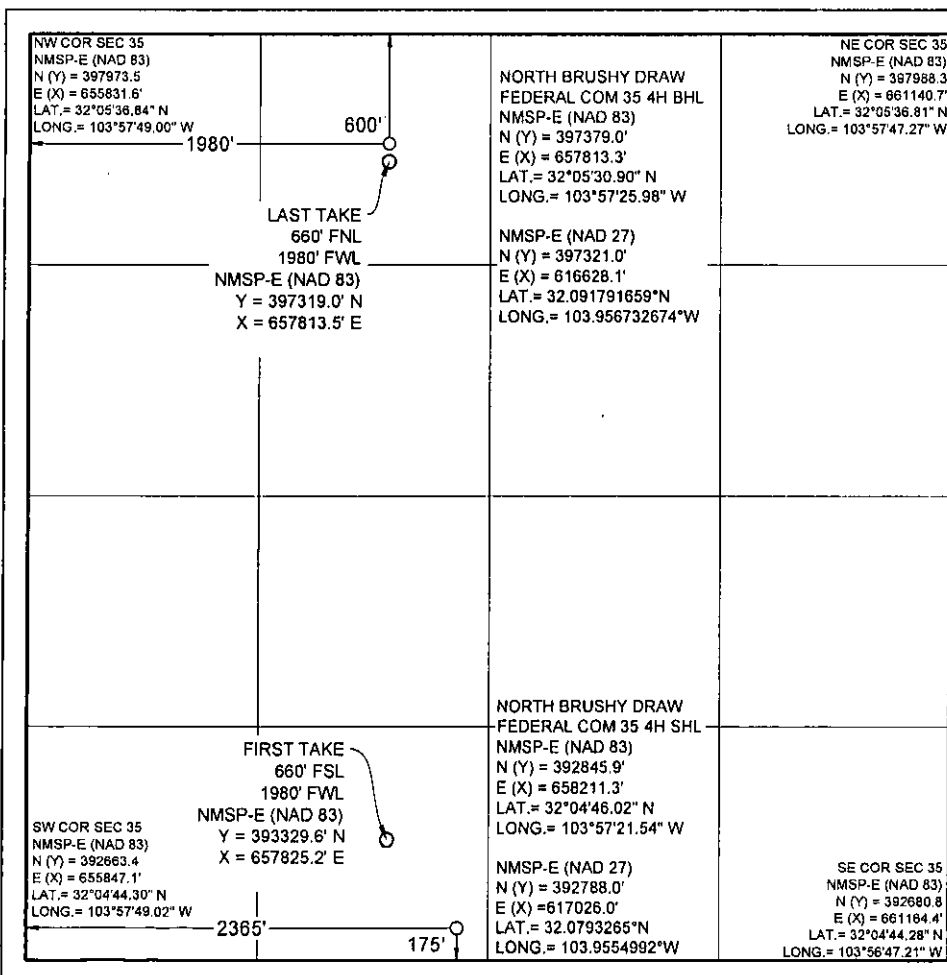 NW COR SEC 35
NMSP-E (NAD 83)
N (Y) = 397973.5
E (X) = 655831.6'
LAT.= 32°05'36.84" N
LONG.= 103°57'49.00" W
1980'
600'
LAST TAKE
660' FNL
1980' FWL
NMSP-E (NAD 83)
Y = 397319.0' N
X = 657813.5' E
NORTH BRUSHY DRAW
FEDERAL COM 35 4H BHL
NMSP-E (NAD 83)
N (Y) = 397379.0'
E (X) = 657813.3'
LAT.= 32°05'30.90" N
LONG.= 103°57'25.98" W
NMSP-E (NAD 27)
N (Y) = 397321.0'
E (X) = 616628.1'
LAT.= 32.091791659°N
LONG.= 103.956732674°W
NE COR SEC 35
NMSP-E (NAD 83)
N (Y) = 397988.3
E (X) = 661140.7'
LAT.= 32°05'36.81" N
LONG.= 103°57'47.27" W
FIRST TAKE
660' FSL
1980' FWL
NMSP-E (NAD 83)
Y = 393329.6' N
X = 657825.2' E
SW COR SEC 35
NMSP-E (NAD 83)
N (Y) = 392663.4
E (X) = 655847.1'
LAT.= 32°04'44.30" N
LONG.= 103°57'49.02" W
2365'
175'
NORTH BRUSHY DRAW
FEDERAL COM 35 4H SHL
NMSP-E (NAD 83)
N (Y) = 392845.9'
E (X) = 658211.3'
LAT.= 32°04'46.02" N
LONG.= 103°57'21.54" W
NMSP-E (NAD 27)
N (Y) = 392788.0'
E (X) =617026.0'
LAT.= 32.0793265°N
LONG.= 103.9554992°W
SE COR SEC 35
NMSP-E (NAD 83)
N (Y) = 392680.8
E (X) = 661164.4'
LAT.= 32°04'44.28" N
LONG.= 103°56'47.21" W